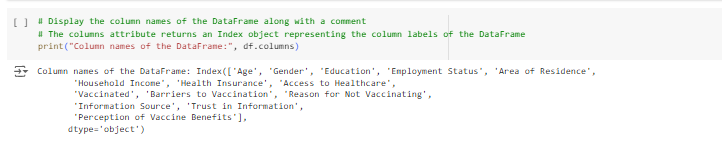 [ ] # Display the column names of the DataFrame along with a comment
# The columns attribute returns an Index object representing the column labels of the DataFrame
print("Column names of the DataFrame:", df.columns)
Column names of the DataFrame: Index(['Age', 'Gender', 'Education', 'Employment Status', 'Area of Residence',
'Household Income', 'Health Insurance', 'Access to Healthcare',
'Vaccinated', 'Barriers to Vaccination', 'Reason for Not Vaccinating',
'Information Source', 'Trust in Information',
'Perception of Vaccine Benefits'],
dtype='object')